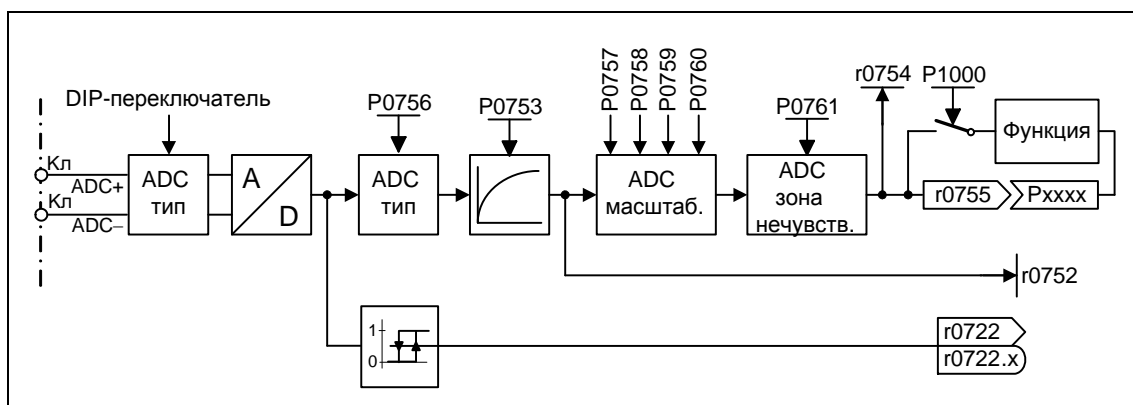 DIP-переключатель
P0756
P0753
P0757
P0758
P0759
P0760
P0761
r0754
P1000
Кл
ADC+
Кл
ADC−
ADC
тип
A
D
ADC
тип
ADC
масштаб.
ADC
зона
нечувств.
Функция
r0755
Pxxxx
r0752
1
0
r0722
r0722.x